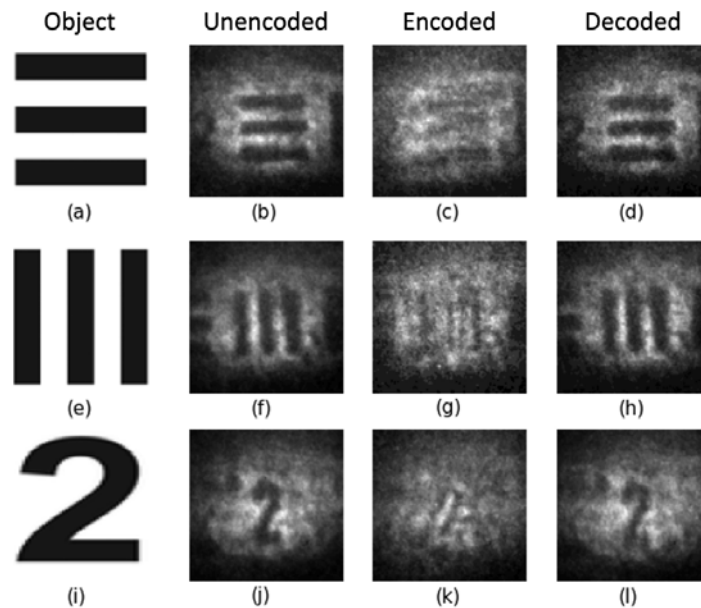 Object Unencoded Encoded Decoded
(a) (b) (c) (d)
(e) (f) (g) (h)
2
(i) (j) (k) (l)